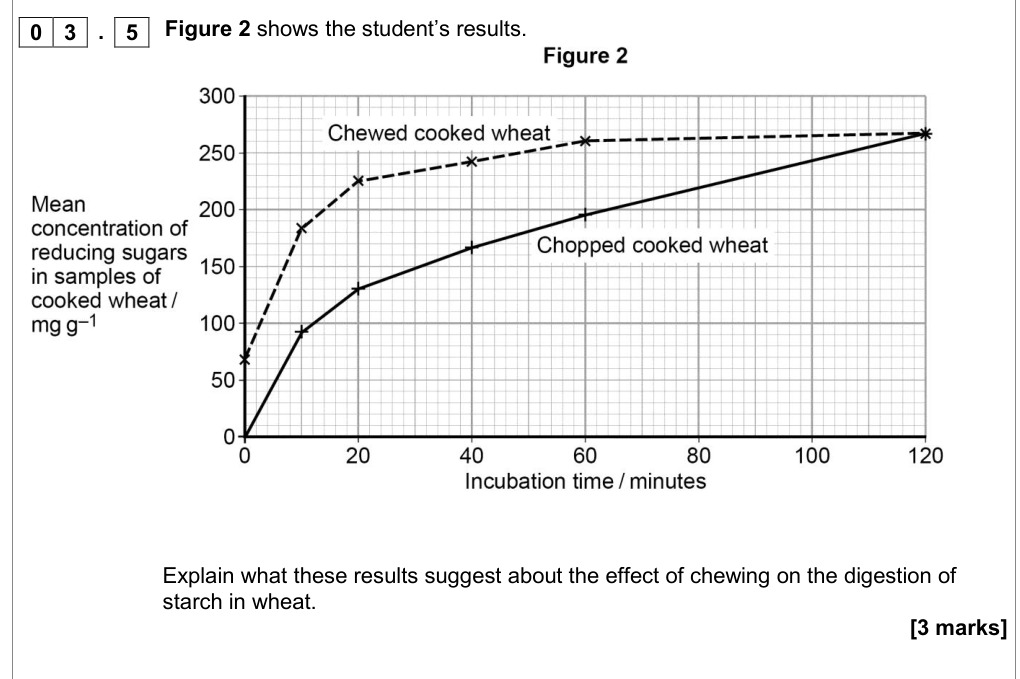 0 3 . 5 Figure 2 shows the student's results.
Figure 2
300
250
200
150
100
50
0
Mean
concentration of
reducing sugars
in samples of
cooked wheat /
mg g–1
Chewed cooked wheat
Chopped cooked wheat
0 20 40 60 80 100 120
Incubation time / minutes
Explain what these results suggest about the effect of chewing on the digestion of
starch in wheat.
[3 marks]